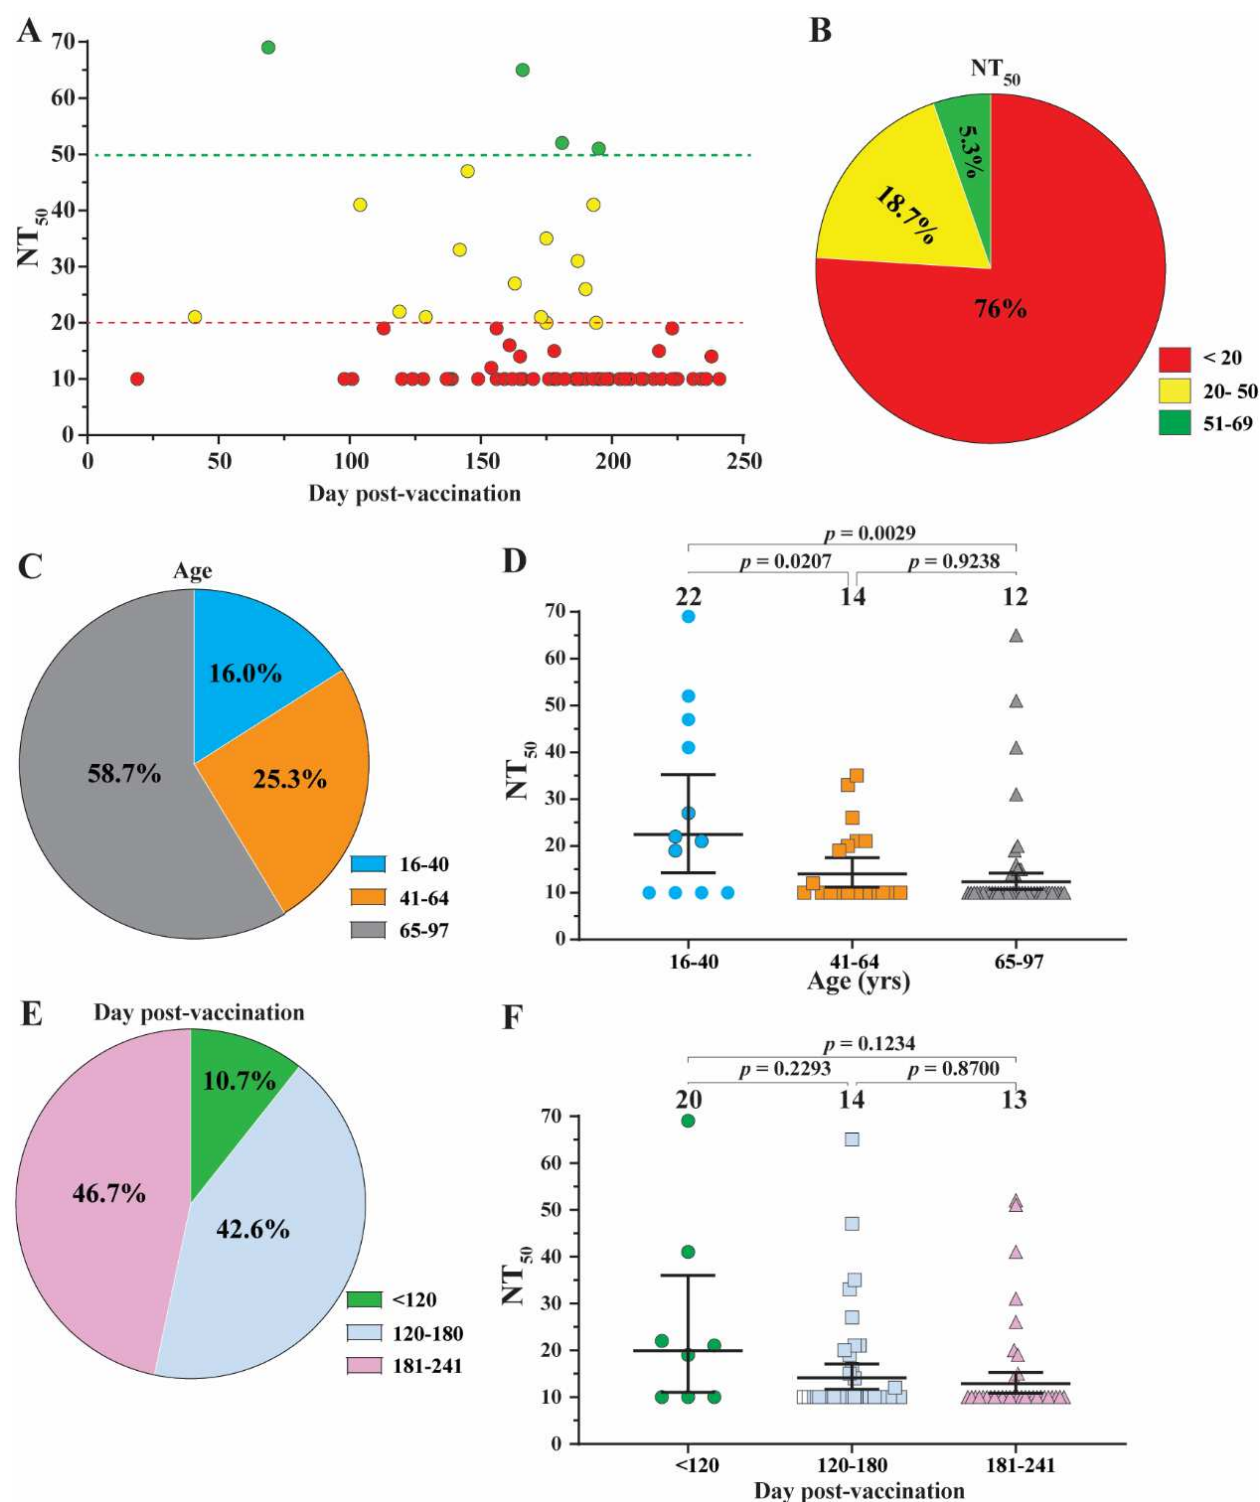 A
70
60
50
40
30
20
10
0
NT50
0 50 100 150 200 250
Day post-vaccination
B
NT50
5.3%
18.7%
76%
< 20
20- 50
51-69
C
Age
16.0%
58.7%
25.3%
16-40
41-64
65-97
D
p = 0.0029
p = 0.0207 p = 0.9238
22 14 12
70
60
50
40
30
20
10
0
NT50
16-40 41-64 65-97
Age (yrs)
E
Day post-vaccination
10.7%
46.7%
42.6%
<120
120-180
181-241
F
p = 0.1234
p = 0.2293 p = 0.8700
20 14 13
70
60
50
40
30
20
10
0
NT50
<120 120-180 181-241
Day post-vaccination